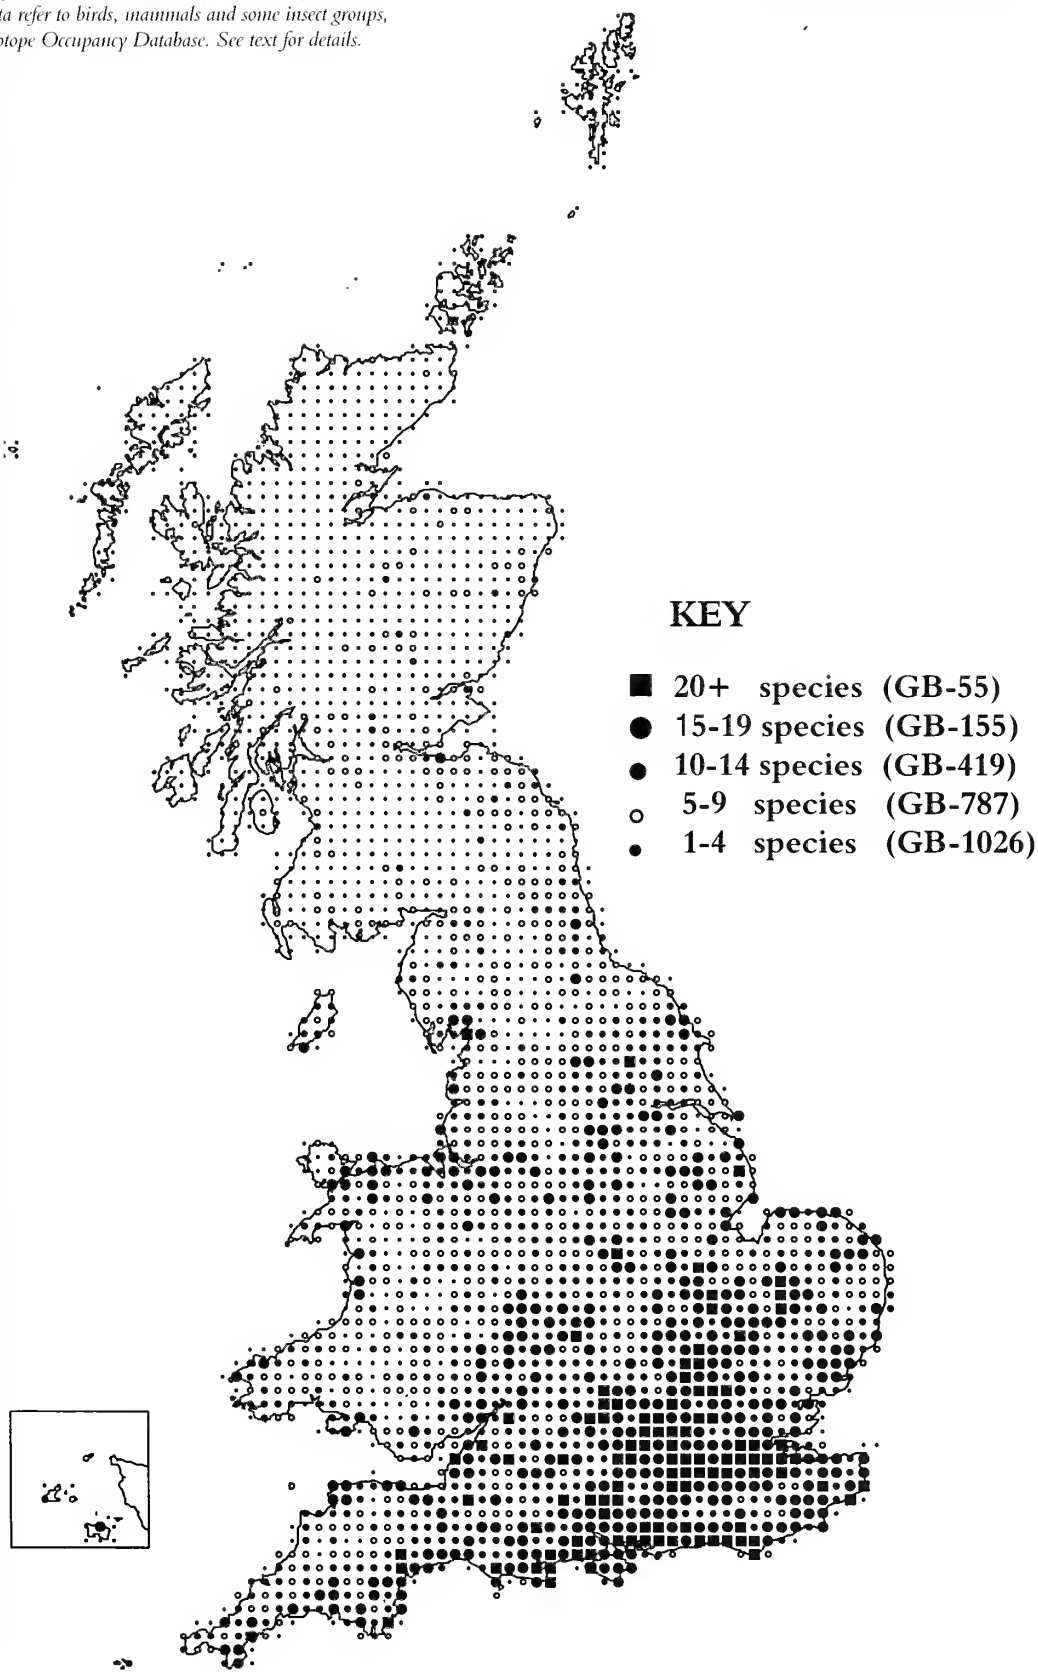 refer to birds, mammals and some insect groups,
Occupancy Database. See text for details.
KEY
20+ species (GB-55)
15-19 species (GB-155)
10-14 species (GB-419)
5-9 species (GB-787)
1-4 species (GB-1026)